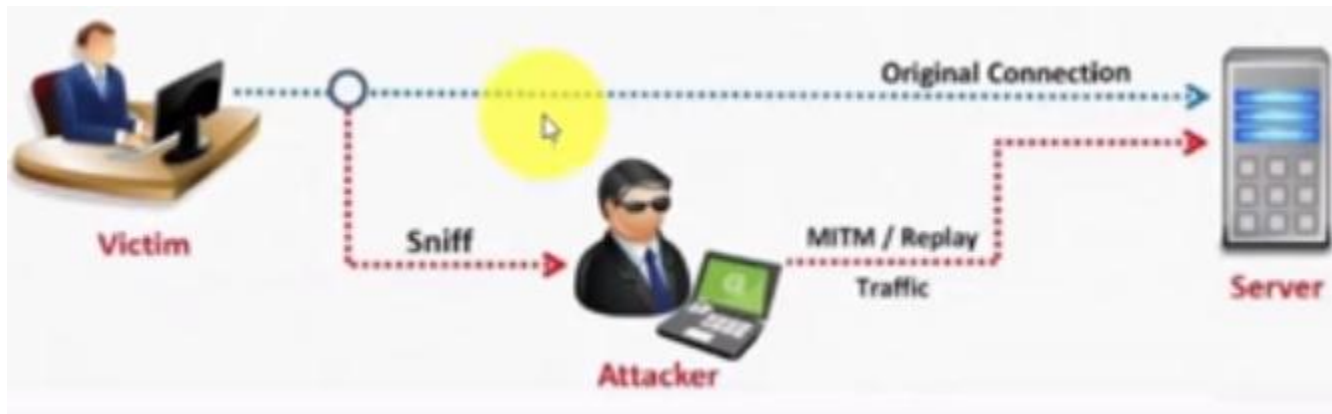 Original Connection
Victim
Sniff
MITM / Replay
Traffic
Server
Attacker